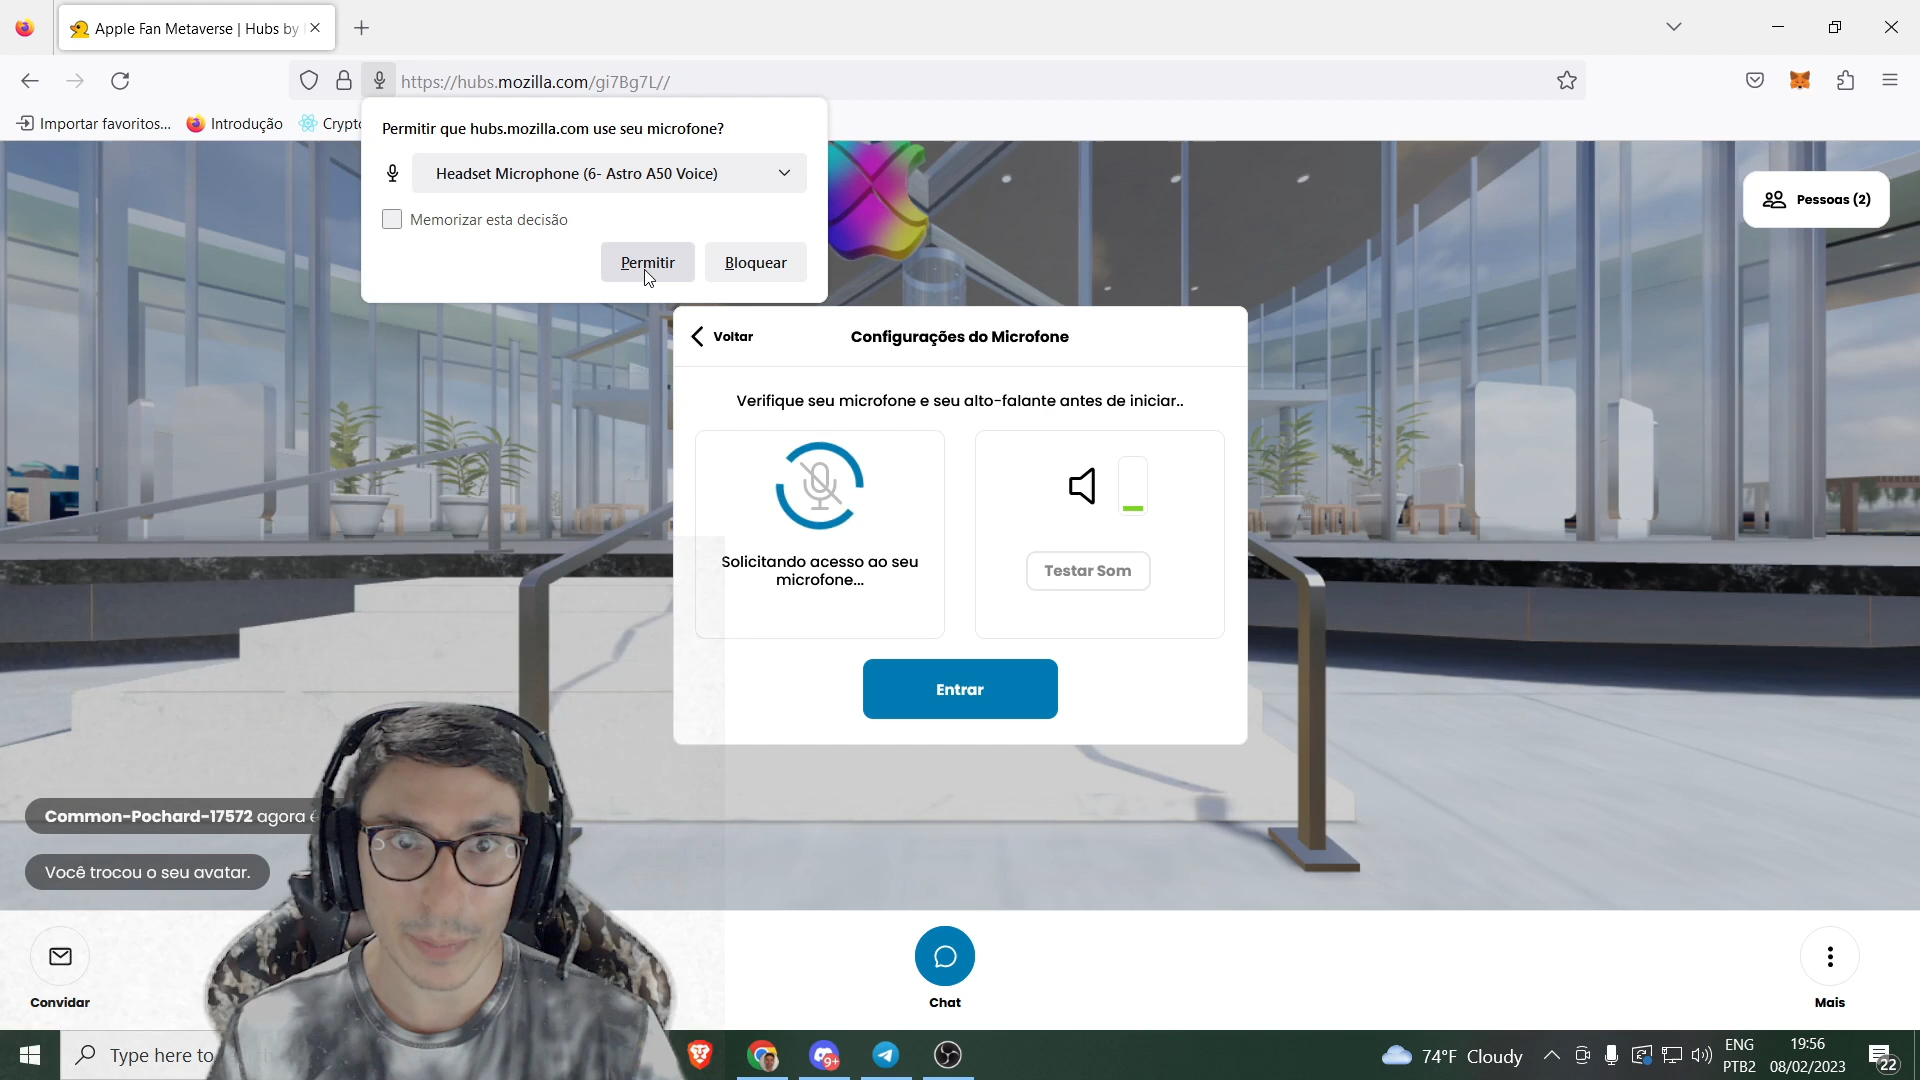 Apple Fan Metaverse | Hubs by
https://hubs.mozilla.com/gi7Bg7L//
Importar favoritos...
Introdução
Crypto
Permitir que hubs.mozilla.com use seu microfone?
Headset Microphone (6- Astro A50 Voice)
Memorizar esta decisão
Permitir
Bloquear
Pessoas (2)
Voltar
Configurações do Microfone
Verifique seu microfone e seu alto-falante antes de iniciar..
Solicitando acesso ao seu
microfone...
Testar Som
Entrar
Common-Pochard-17572 agora é
Você trocou o seu avatar.
Convidar
Chat
Mais
Type here to
9+
74°F Cloudy
ENG
PTB2
19:56
08/02/2023
22